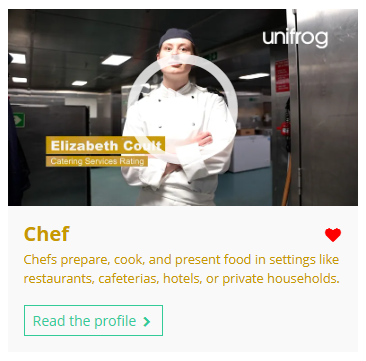 unifrog
Elizabeth Coult
Catering Services Rating
Chef
Chefs prepare, cook, and present food in settings like
restaurants, cafeterias, hotels, or private households.
Read the profile